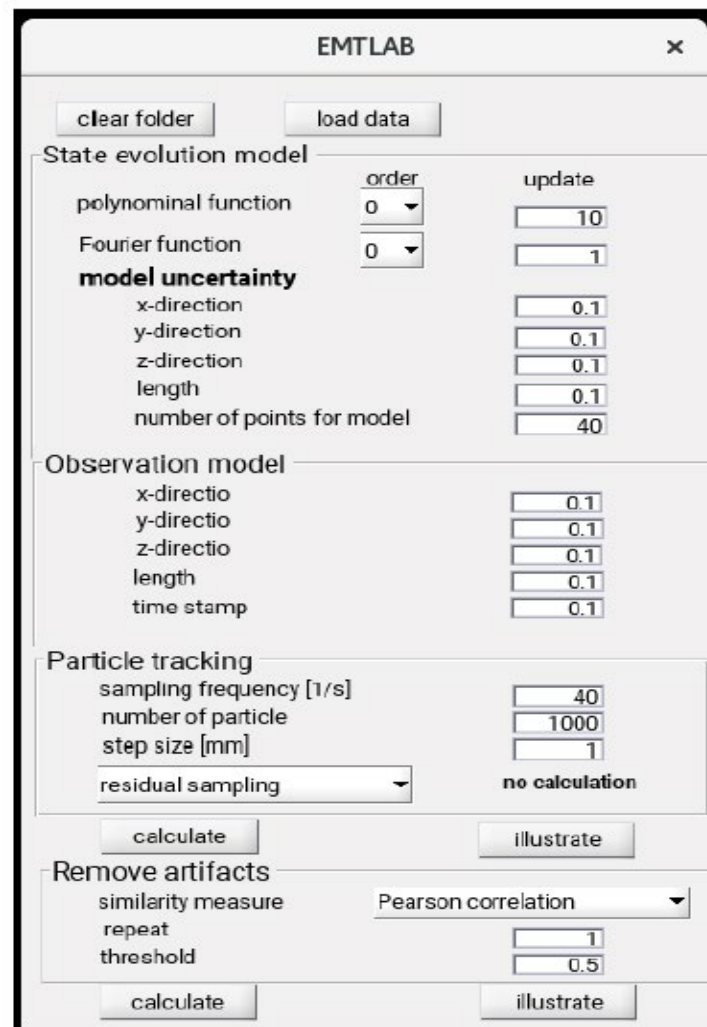 EMTLAB ×
clear folder load data
State evolution model
order update
polynominal function 0 10
Fourier function 0 1
model uncertainty
x-direction 0.1
y-direction 0.1
z-direction 0.1
length 0.1
number of points for model 40
Observation model
x-directio 0.1
y-directio 0.1
z-directio 0.1
length 0.1
time stamp 0.1
Particle tracking
sampling frequency [1/s] 40
number of particle 1000
step size [mm] 1
residual sampling no calculation
calculate illustrate
Remove artifacts
similarity measure Pearson correlation
repeat 1
threshold 0.5
calculate illustrate